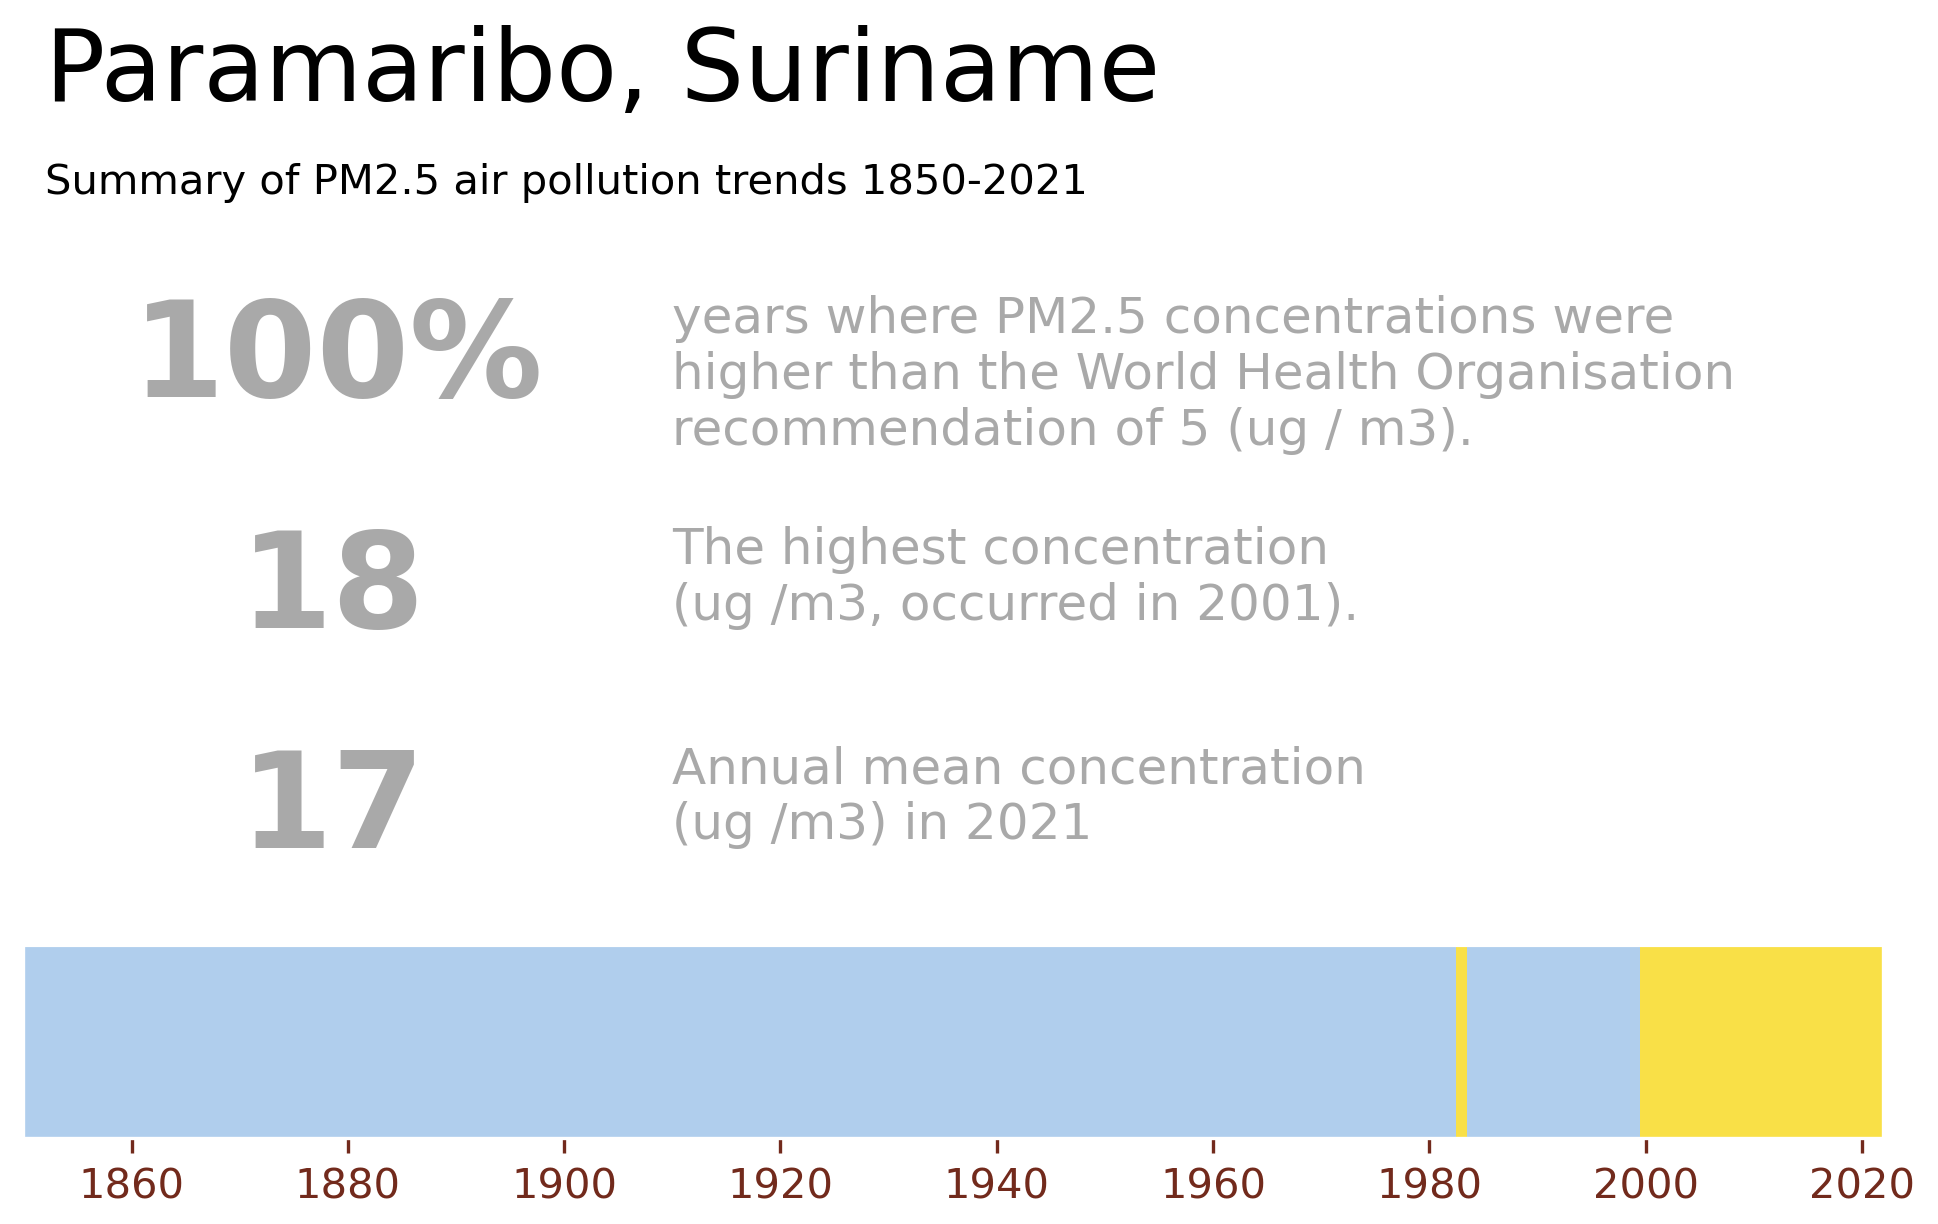 Paramaribo, Suriname
Summary of PM2.5 air pollution trends 1850-2021
100%
years where PM2.5 concentrations were
higher than the World Health Organisation
recommendation of 5 (ug / m3).
18
The highest concentration
(ug /m3, occurred in 2001).
17
Annual mean concentration
(ug /m3) in 2021
1860 1880 1900 1920 1940 1960 1980 2000 2020